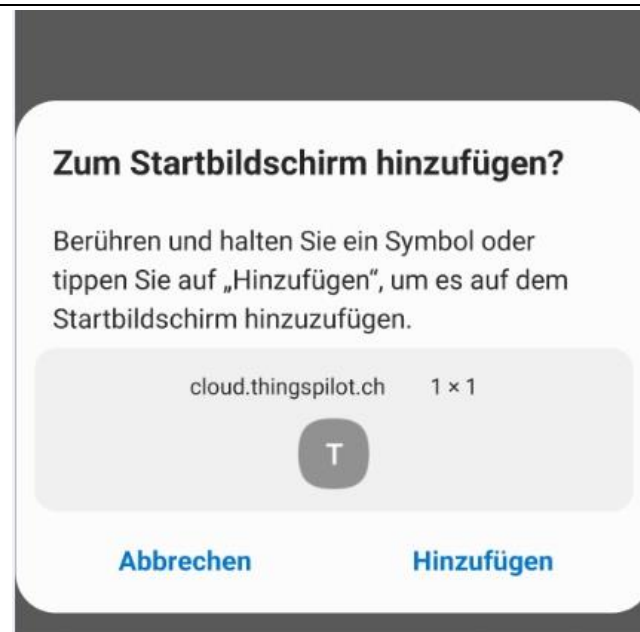 Zum Startbildschirm hinzufügen?
Berühren und halten Sie ein Symbol oder
tippen Sie auf „Hinzufügen“, um es auf dem
Startbildschirm hinzuzufügen.
cloud.thingspilot.ch 1 × 1
T
Abbrechen Hinzufügen